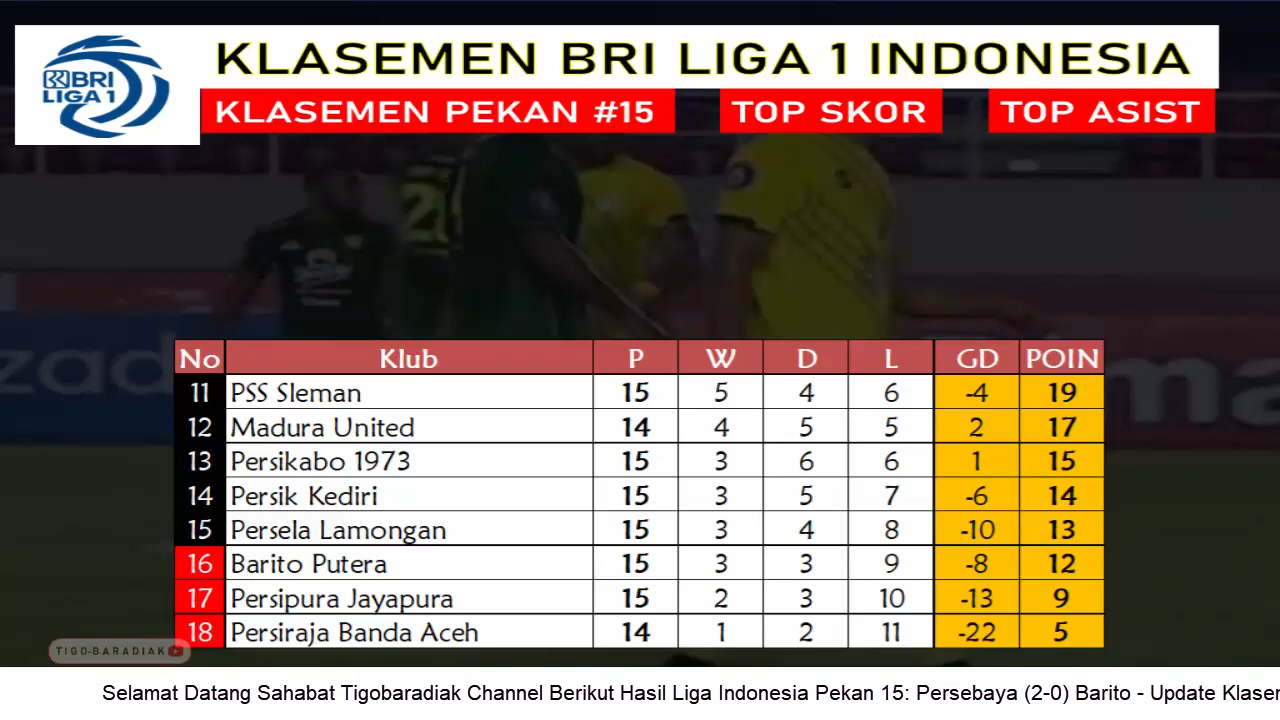 KLASEMEN BRI LIGA 1 INDONESIA
BRI
LIGA 1
KLASEMEN PEKAN #15 TOP SKOR TOP ASIST
20
zad
ma
No Klub P W D L GD POIN
11 PSS Sleman 15 5 4 6 -4 19
12 Madura United 14 4 5 5 2 17
13 Persikabo 1973 15 3 6 6 1 15
14 Persik Kediri 15 3 5 7 -6 14
15 Persela Lamongan 15 3 4 8 -10 13
16 Barito Putera 15 3 3 9 -8 12
17 Persipura Jayapura 15 2 3 10 -13 9
18 Persiraja Banda Aceh 14 1 2 11 -22 5
TIGO-BARADIAK
Selamat Datang Sahabat Tigobaradiak Channel Berikut Hasil Liga Indonesia Pekan 15: Persebaya (2-0) Barito - Update Klaser